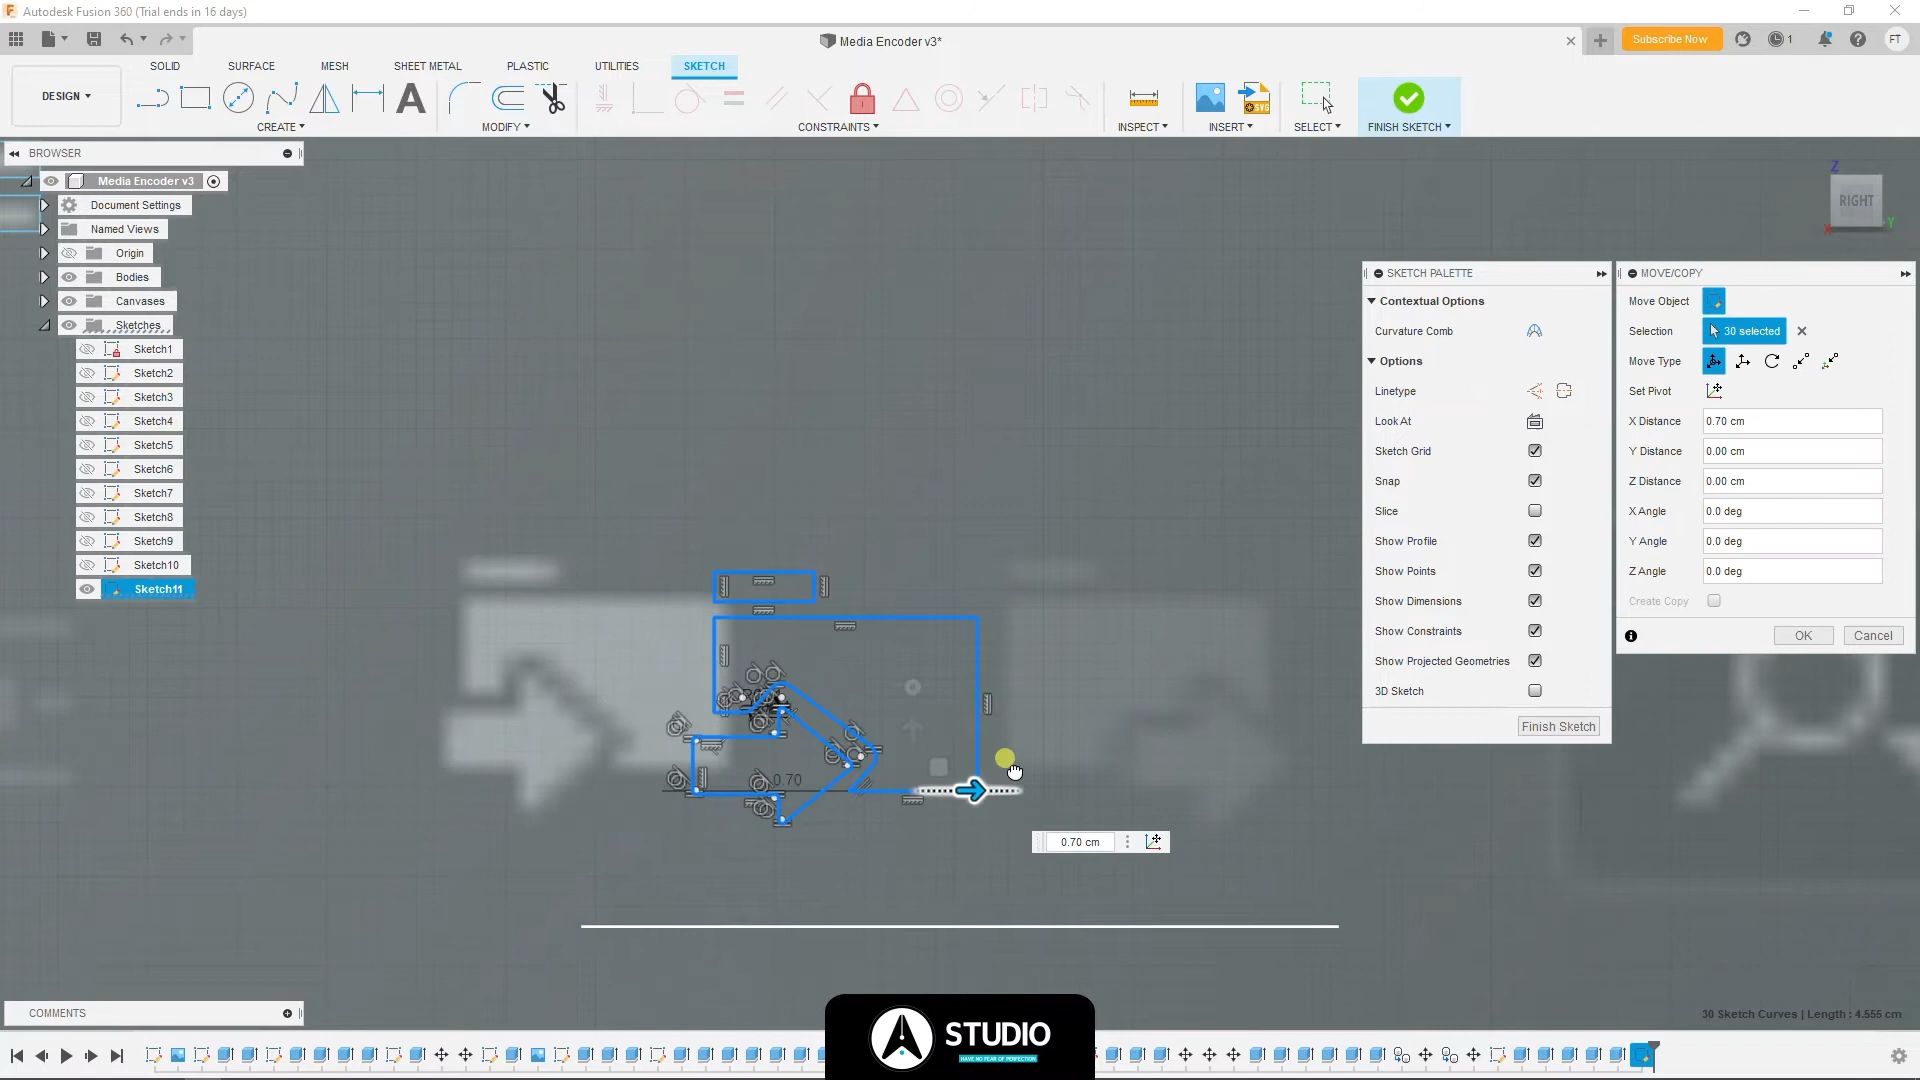 Autodesk Fusion 360 (Trial ends in 16 days)
Media Encoder v3*
Subscribe Now
1
FT
DESIGN
SOLID
SURFACE
MESH
SHEET METAL
PLASTIC
UTILITIES
SKETCH
CREATE
MODIFY
CONSTRAINTS
INSPECT
INSERT
SELECT
FINISH SKETCH
BROWSER
Media Encoder v3
Document Settings
Named Views
Origin
Bodies
Canvases
Sketches
Sketch1
Sketch2
Sketch3
Sketch4
Sketch5
Sketch6
Sketch7
Sketch8
Sketch9
Sketch10
Sketch11
Z
RIGHT
X
Y
SKETCH PALETTE
Contextual Options
Curvature Comb
Options
Linetype
Look At
Sketch Grid
Snap
Slice
Show Profile
Show Points
Show Dimensions
Show Constraints
Show Projected Geometries
3D Sketch
Finish Sketch
MOVE/COPY
Move Object
Selection 30 selected
Move Type
Set Pivot
X Distance 0.70 cm
Y Distance 0.00 cm
Z Distance 0.00 cm
X Angle 0.0 deg
Y Angle 0.0 deg
Z Angle 0.0 deg
Create Copy
OK Cancel
0.70
0.70 cm
COMMENTS
30 Sketch Curves | Length : 4.555 cm
STUDIO
HAVE NO FEAR OF PERFECTION